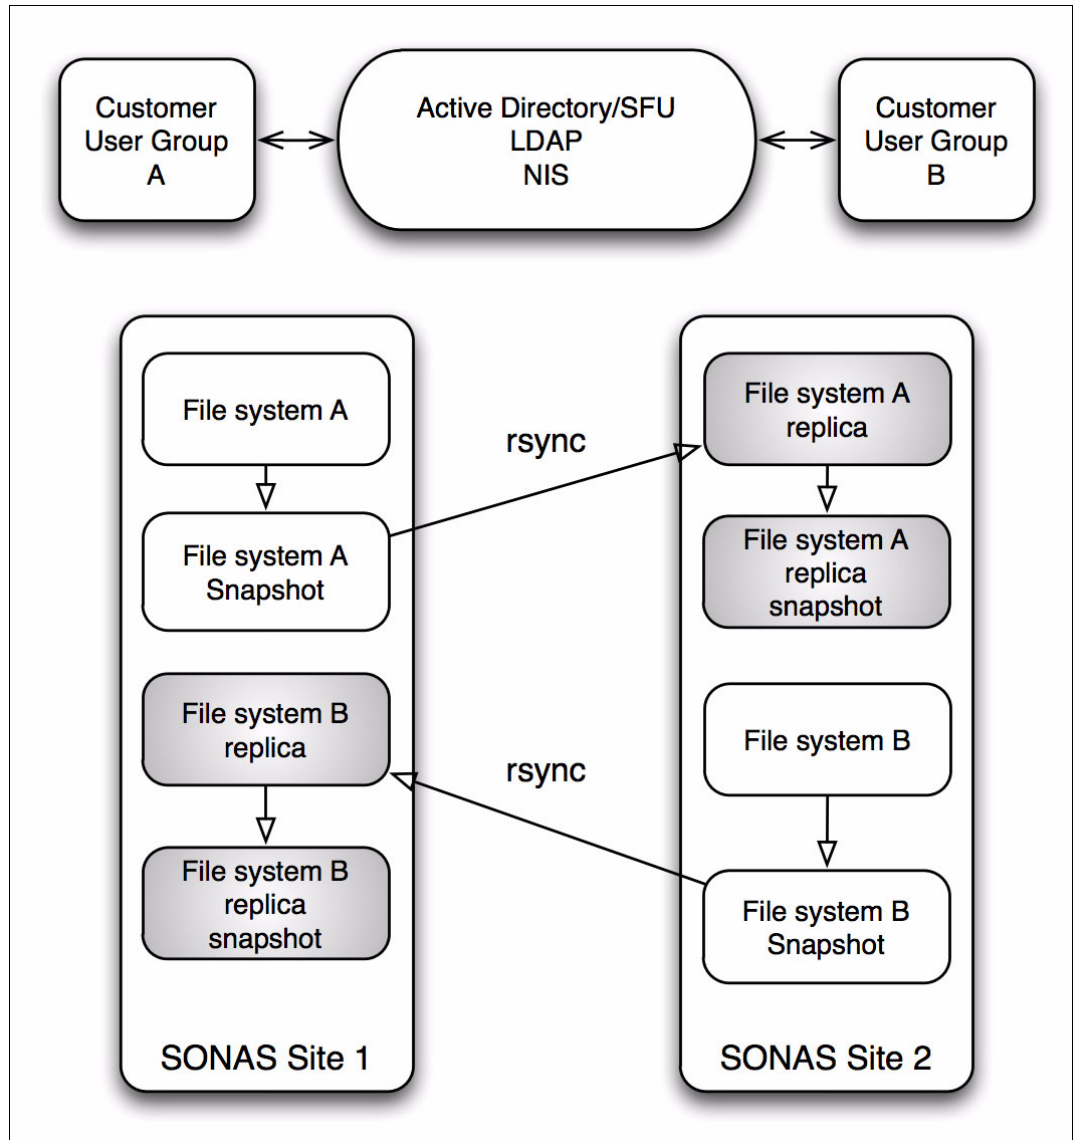 Customer
User Group
A
Active Directory/SFU
LDAP
NIS
Customer
User Group
B
File system A
File system A
Snapshot
File system B
replica
File system B
replica
snapshot
SONAS Site 1
rsync
rsync
File system A
replica
File system A
replica
snapshot
File system B
File system B
Snapshot
SONAS Site 2